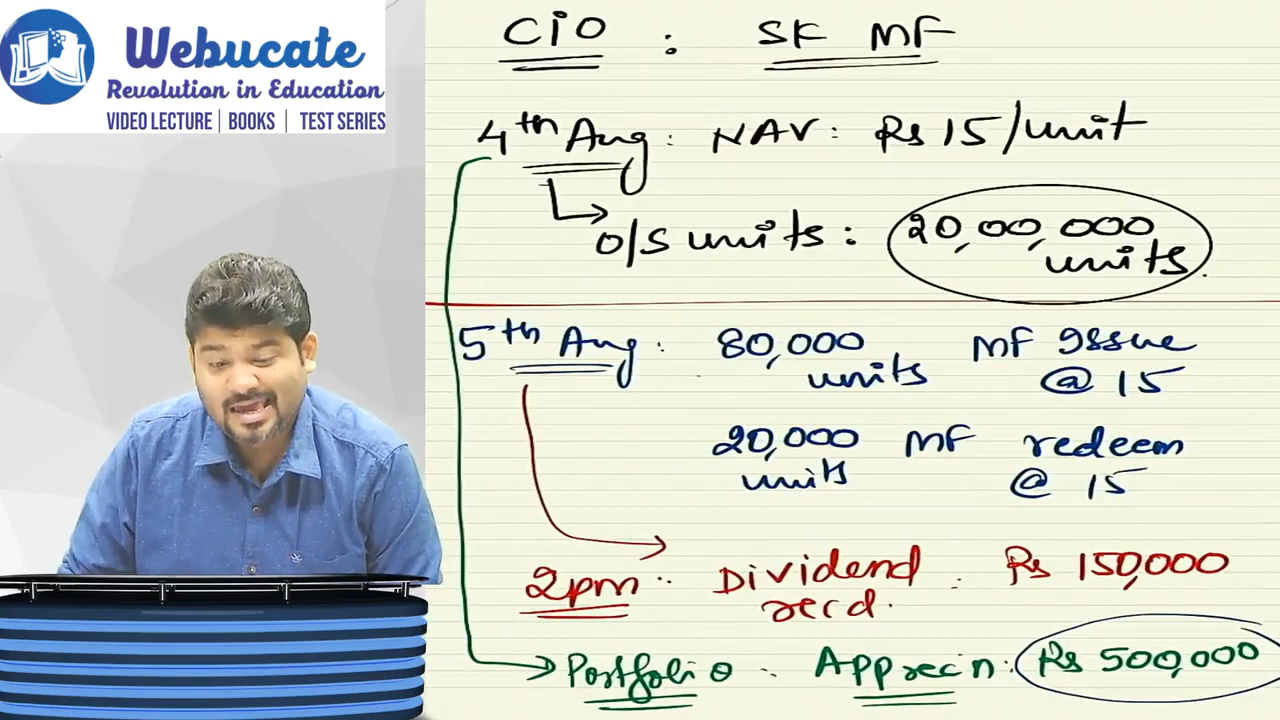 Webucate
Revolution in Education
VIDEO LECTURE | BOOKS | TEST SERIES
CIO : SK MF
4th Aug: NAV: Rs 15/unit
O/S units: 20,00,000
units.
5th Aug: 80,000 MF Issue
units @ 15
20,000 MF redeem
units @ 15
2pm: Dividend : Rs 150,000
recd.
Portfolio : Apprecn: Rs 500,000